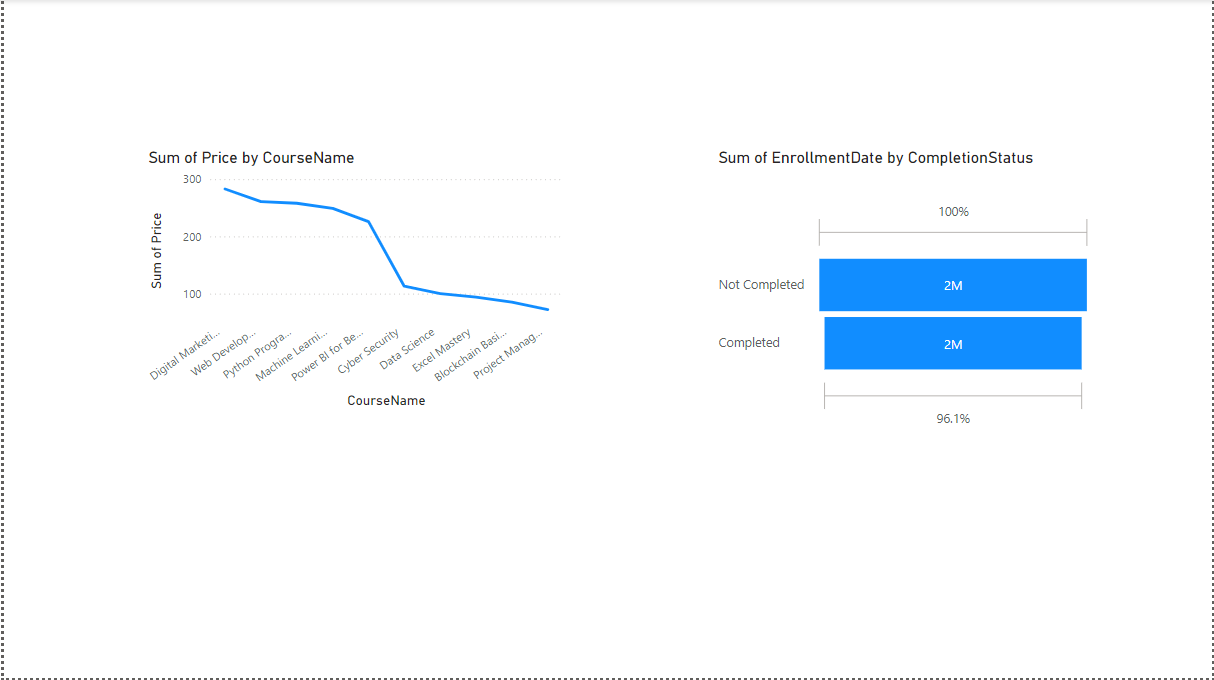 Sum of Price by CourseName
300
200
100
Sum of Price
Digital Marketi...
Web Develop...
Python Progra...
Machine Learni...
Power BI for Be...
Cyber Security
Data Science
Excel Mastery
Blockchain Basi...
Project Manag...
CourseName
Sum of EnrollmentDate by CompletionStatus
100%
Not Completed
2M
Completed
2M
96.1%